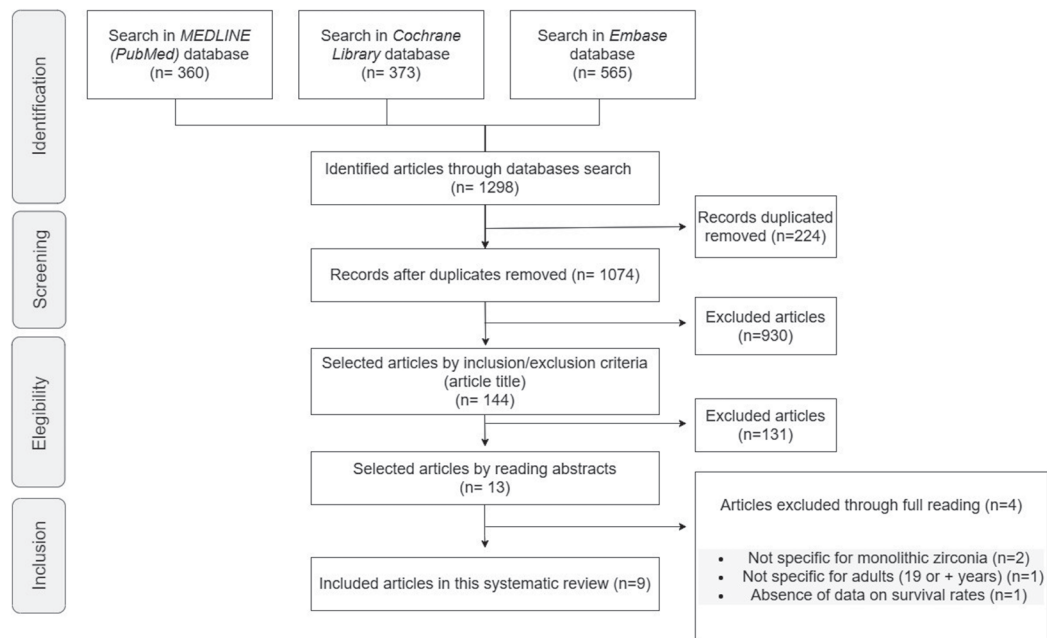 Identification
Search in MEDLINE
(PubMed) database
(n= 360)
Search in Cochrane
Library database
(n= 373)
Search in Embase
database
(n= 565)
Identified articles through databases search
(n= 1298)
Screening
Records duplicated
removed (n=224)
Records after duplicates removed (n= 1074)
Excluded articles
(n=930)
Elegibility
Selected articles by inclusion/exclusion criteria
(article title)
(n= 144)
Excluded articles
(n=131)
Selected articles by reading abstracts
(n= 13)
Inclusion
Articles excluded through full reading (n=4)
• Not specific for monolithic zirconia (n=2)
• Not specific for adults (19 or + years) (n=1)
• Absence of data on survival rates (n=1)
Included articles in this systematic review (n=9)